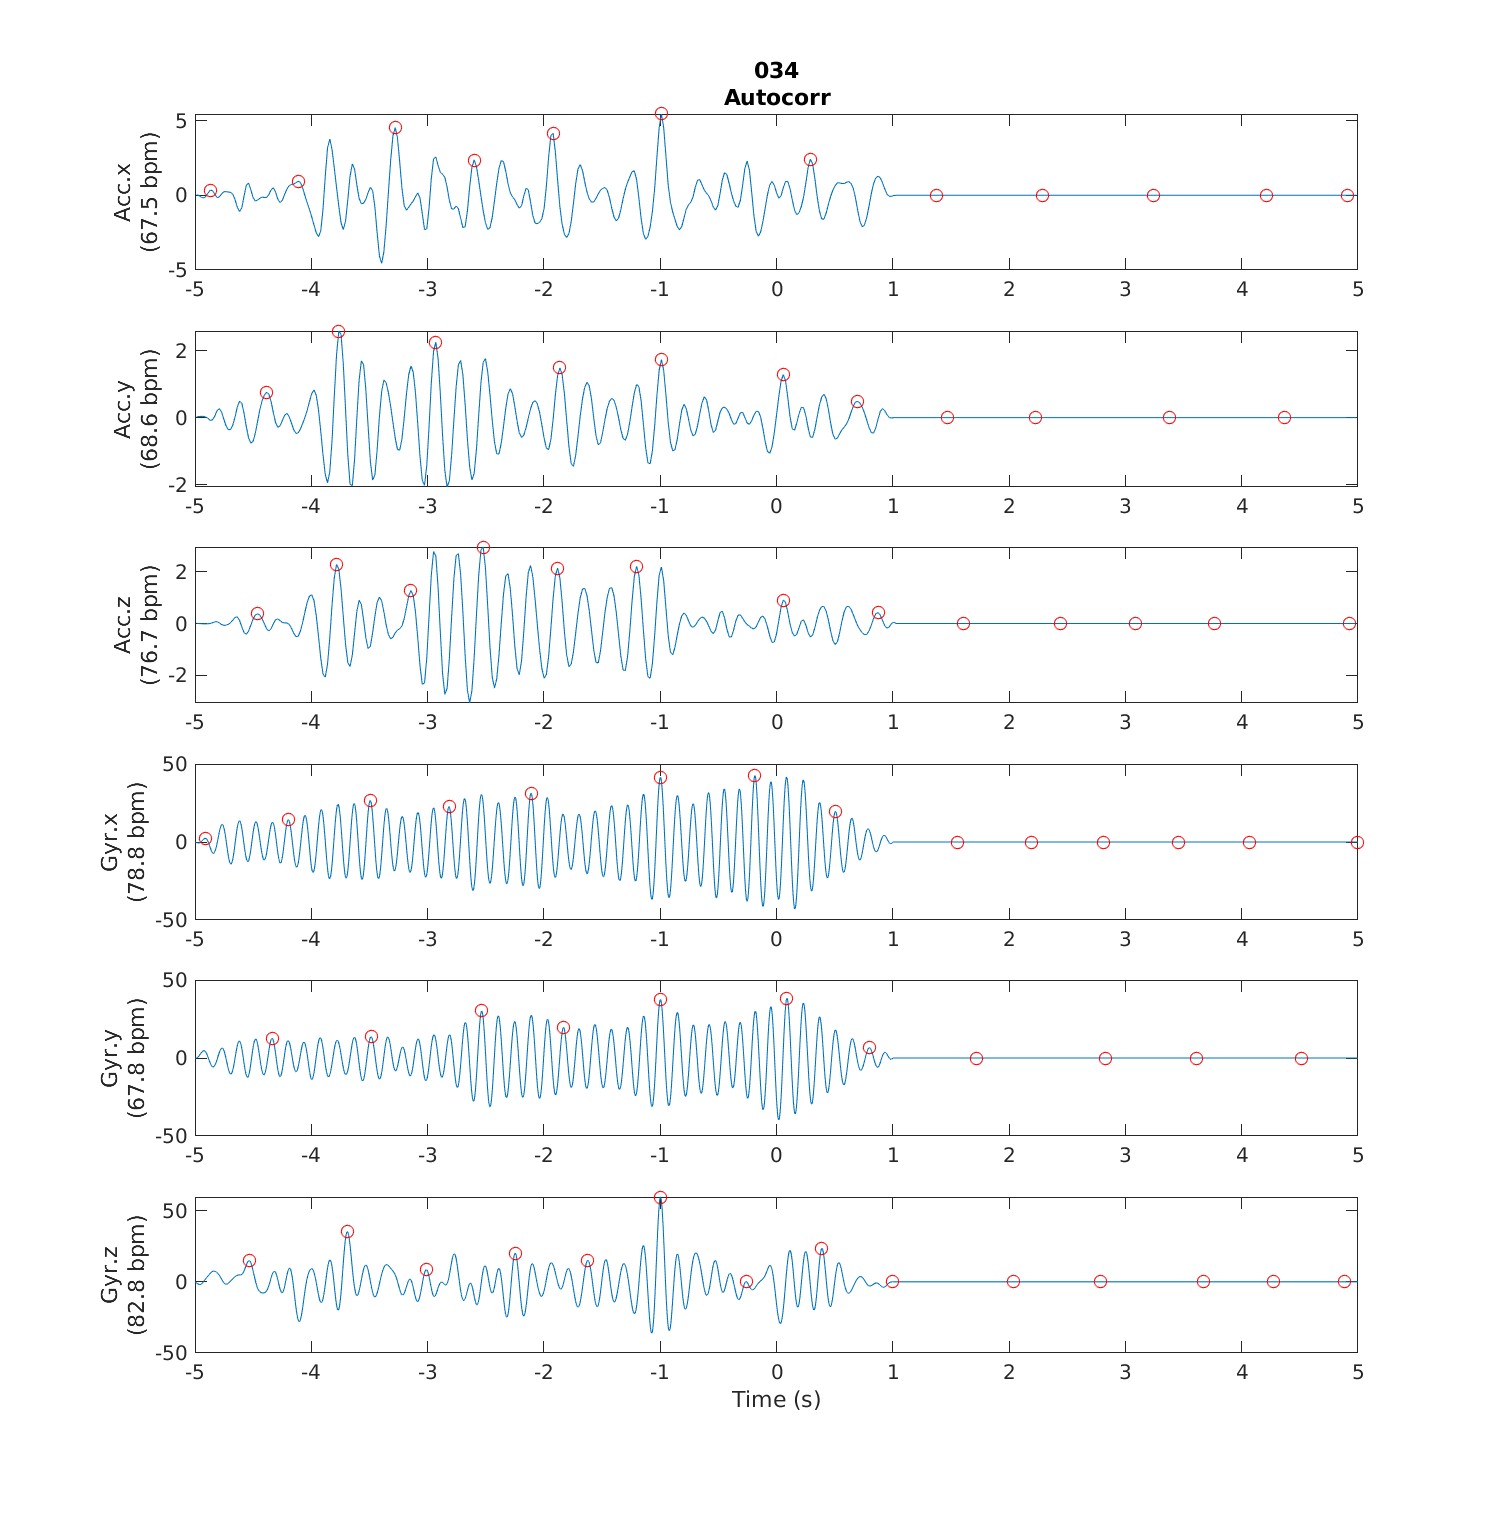 034
Autocorr
Acc.x
(67.5 bpm)
5
0
-5
-5 -4 -3 -2 -1 0 1 2 3 4 5
Acc.y
(68.6 bpm)
2
0
-2
-5 -4 -3 -2 -1 0 1 2 3 4 5
Acc.z
(76.7 bpm)
2
0
-2
-5 -4 -3 -2 -1 0 1 2 3 4 5
Gyr.x
(78.8 bpm)
50
0
-50
-5 -4 -3 -2 -1 0 1 2 3 4 5
Gyr.y
(67.8 bpm)
50
0
-50
-5 -4 -3 -2 -1 0 1 2 3 4 5
Gyr.z
(82.8 bpm)
50
0
-50
-5 -4 -3 -2 -1 0 1 2 3 4 5
Time (s)